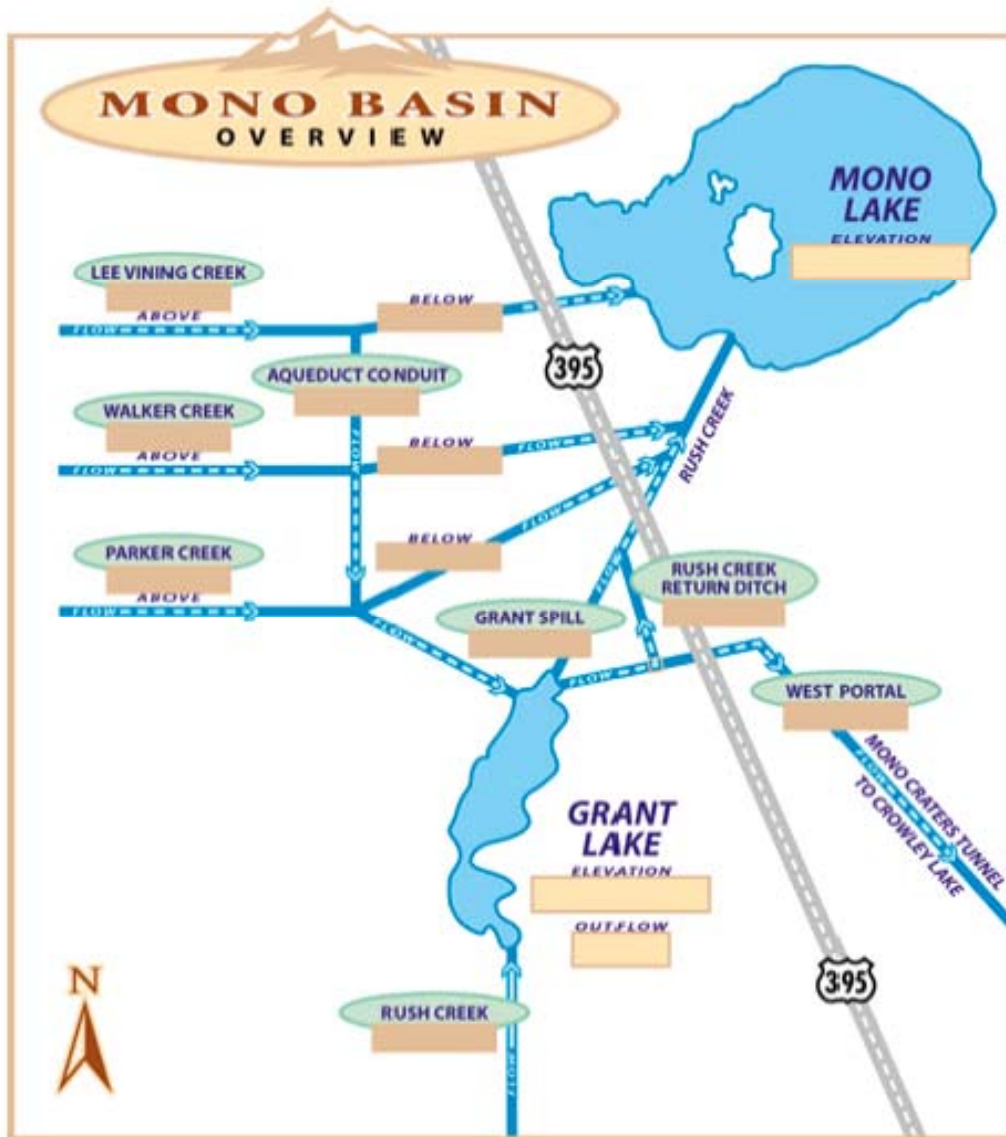 MONO BASIN
OVERVIEW
MONO
LAKE
ELEVATION
LEE VINING CREEK
ABOVE
FLOW
BELOW
FLOW
395
AQUEDUCT CONDUIT
FLOW
WALKER CREEK
ABOVE
FLOW
BELOW
FLOW
RUSH CREEK
PARKER CREEK
ABOVE
FLOW
BELOW
FLOW
FLOW
GRANT SPILL
FLOW
RUSH CREEK
RETURN DITCH
FLOW
WEST PORTAL
FLOW
MONO CRATERS TUNNEL
TO CROWLEY LAKE
GRANT
LAKE
ELEVATION
OUTFLOW
395
N
RUSH CREEK
FLOW